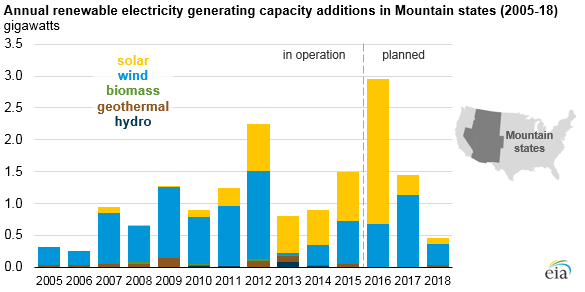 Annual renewable electricity generating capacity additions in Mountain states (2005-18)
gigawatts
3.5
in operation
planned
solar
wind
biomass
geothermal
hydro
3.0
2.5
2.0
1.5
1.0
0.5
0.0
2005 2006 2007 2008 2009 2010 2011 2012 2013 2014 2015 2016 2017 2018
Mountain
states
eia